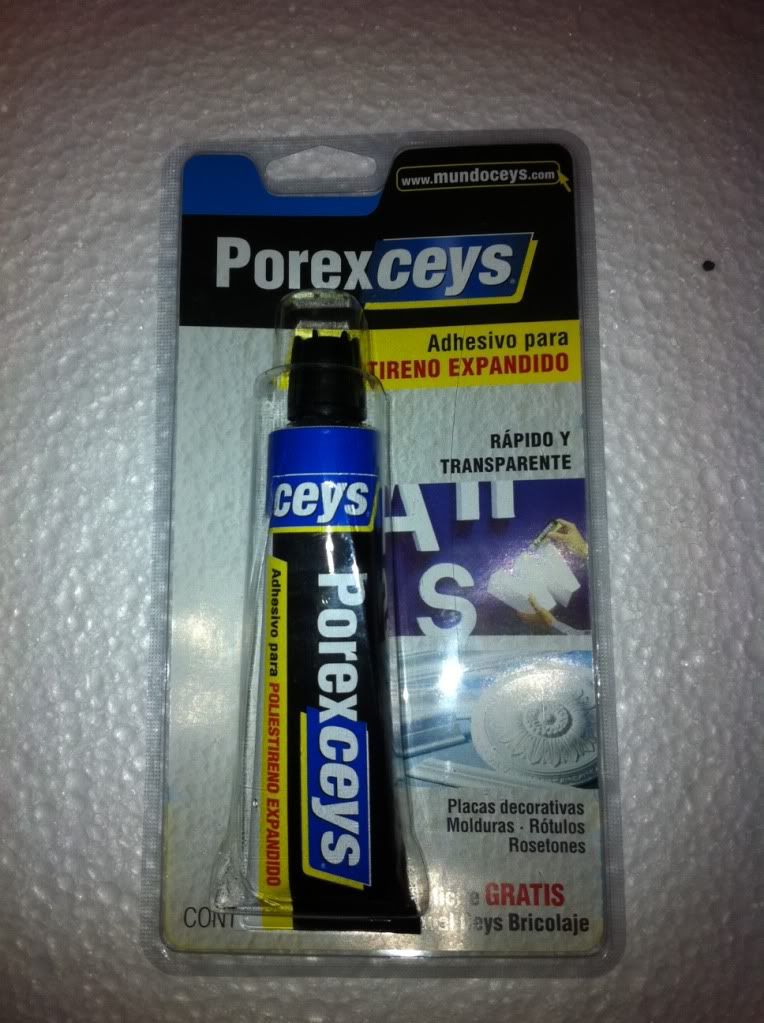 www.mundoceys.com
Porexceys
Adhesivo para
TIRENO EXPANDIDO
RÁPIDO Y
TRANSPARENTE
ceys
Porexceys
Adhesivo para POLIESTIRENO EXPANDIDO
A
S
Placas decorativas
Molduras - Rótulos
Rosetones
GRATIS
Ceys Bricolaje
CONT